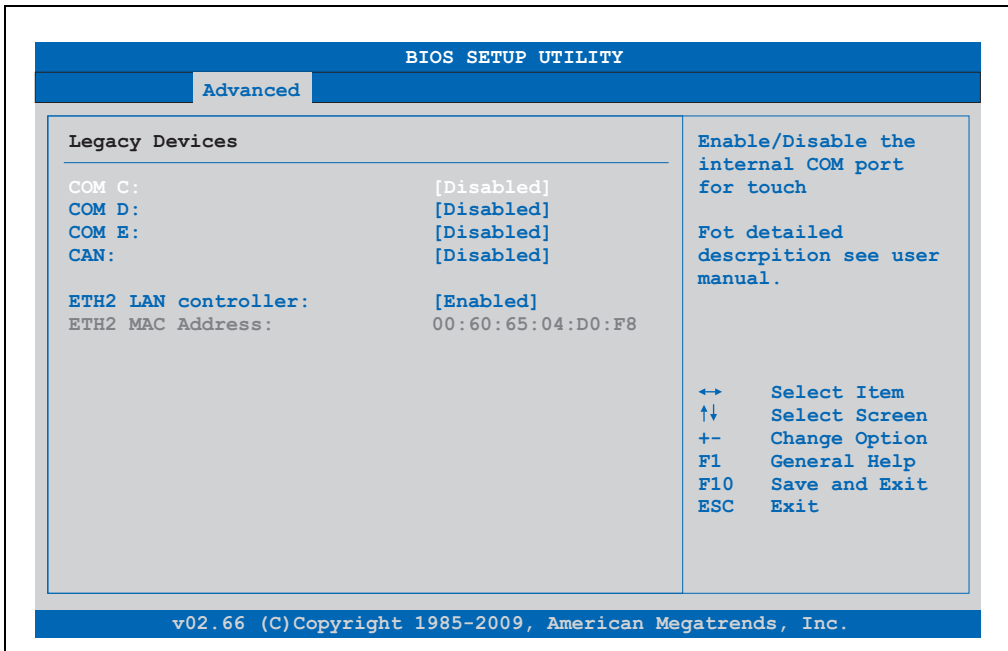 BIOS SETUP UTILITY
Advanced
Legacy Devices
COM C: [Disabled]
COM D: [Disabled]
COM E: [Disabled]
CAN: [Disabled]
ETH2 LAN controller: [Enabled]
ETH2 MAC Address: 00:60:65:04:D0:F8
Enable/Disable the
internal COM port
for touch
Fot detailed
descrpition see user
manual.
↔ Select Item
↑↓ Select Screen
+- Change Option
F1 General Help
F10 Save and Exit
ESC Exit
v02.66 (C)Copyright 1985-2009, American Megatrends, Inc.